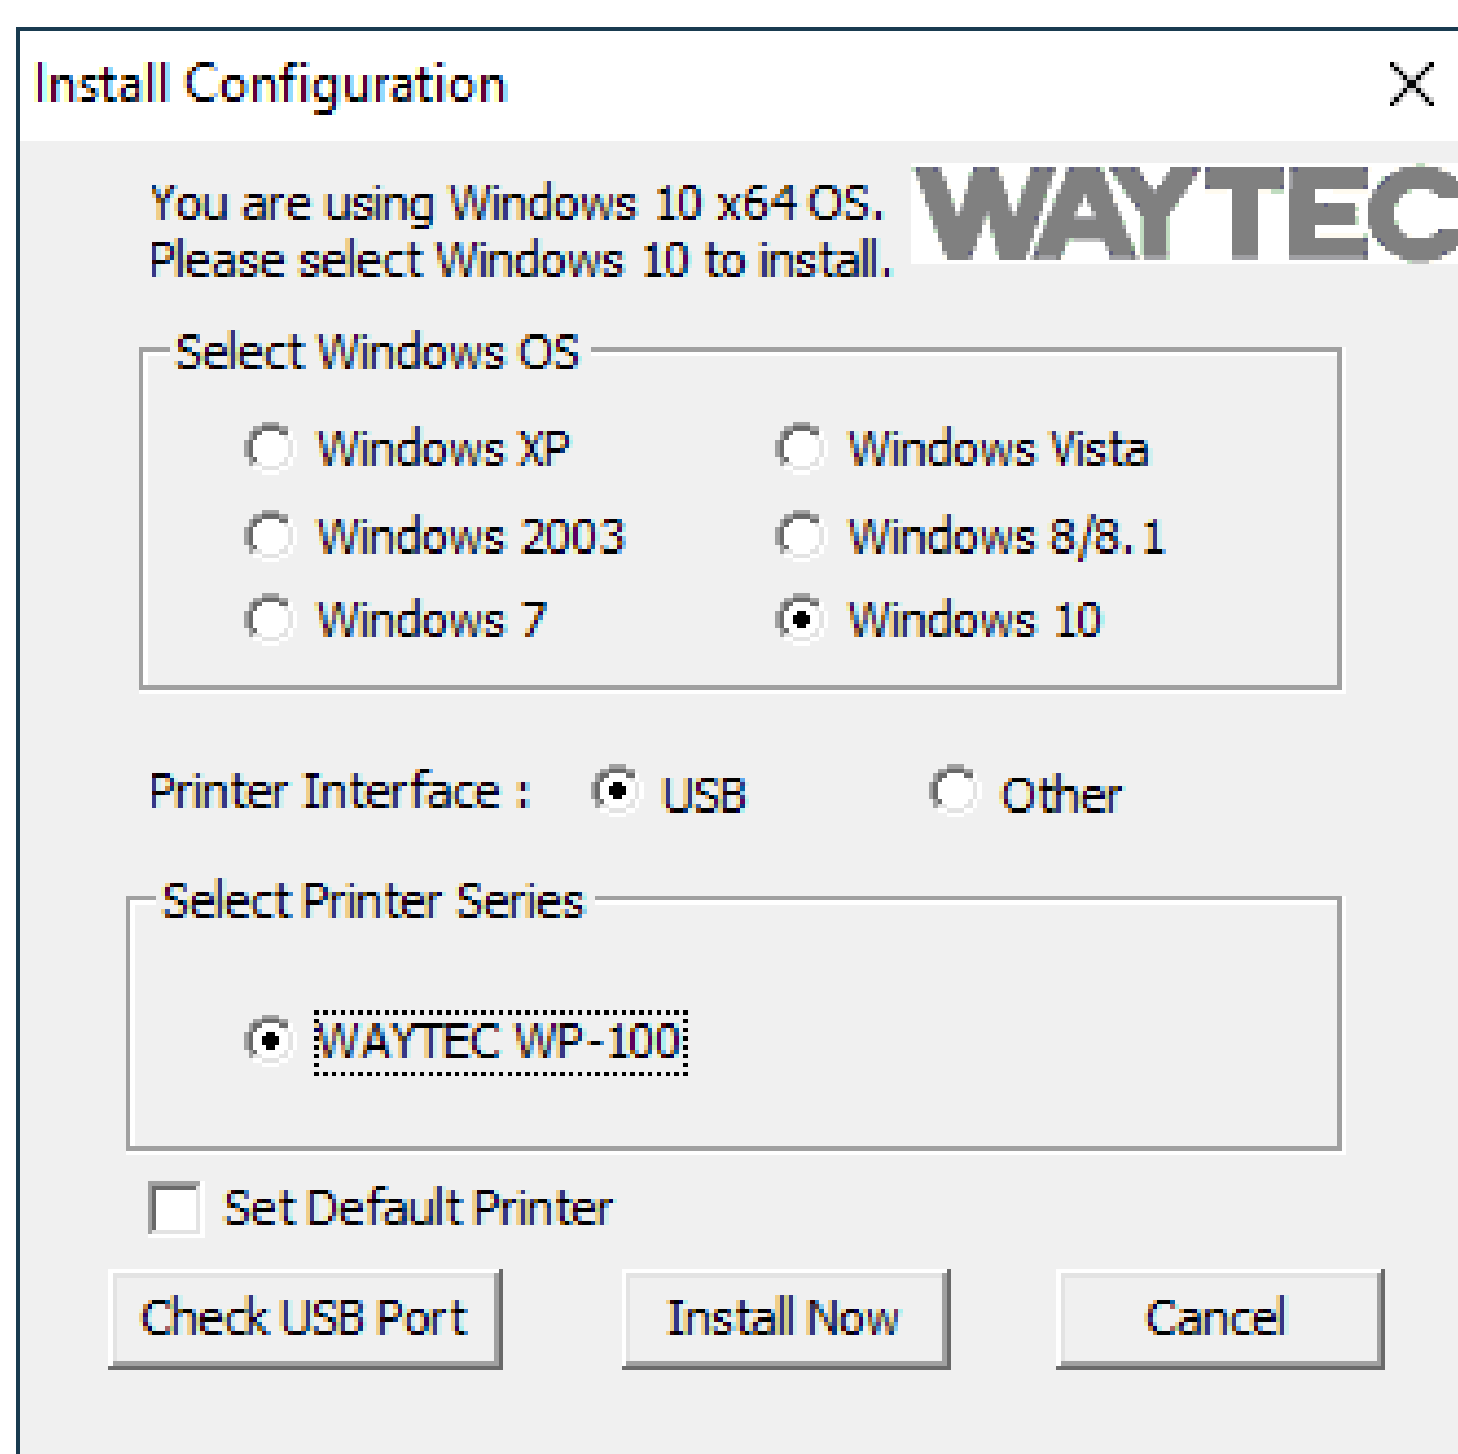 Install Configuration
You are using Windows 10 x64 OS.
Please select Windows 10 to install.
WAYTEC
Select Windows OS
Windows XP
Windows Vista
Windows 2003
Windows 8/8.1
Windows 7
Windows 10
Printer Interface : USB Other
Select Printer Series
WAYTEC WP-100
Set Default Printer
Check USB Port
Install Now
Cancel